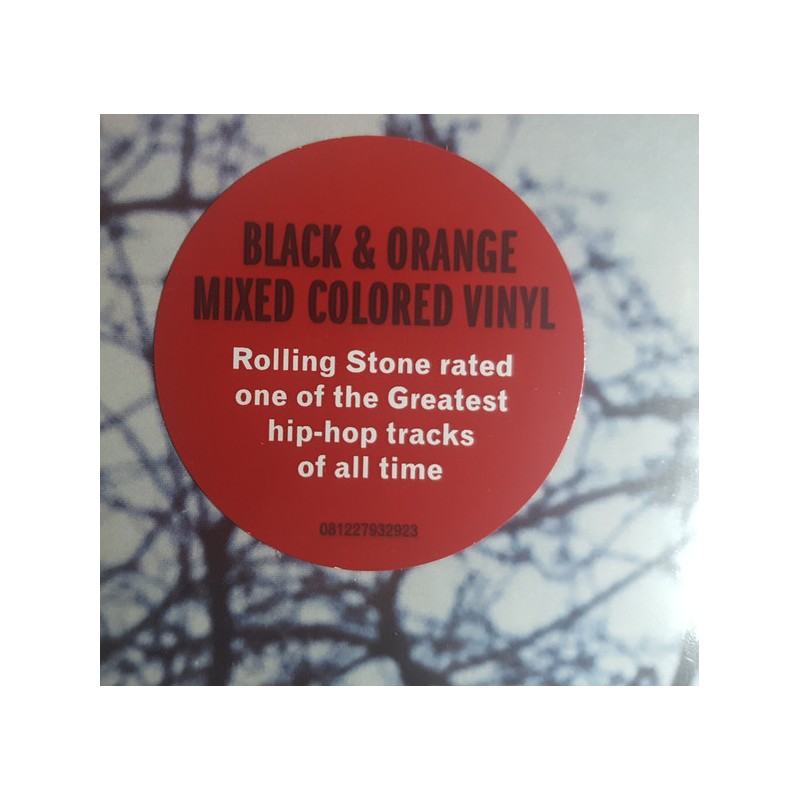 BLACK & ORANGE
MIXED COLORED VINYL
Rolling Stone rated
one of the Greatest
hip-hop tracks
of all time
081227932923